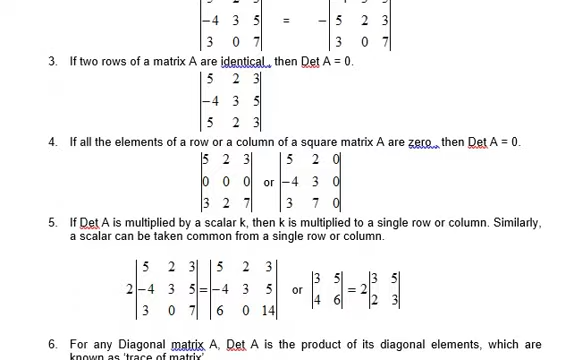 |-4 3 5| = - |5 2 3|
|3 0 7| |3 0 7|
3. If two rows of a matrix A are identical , then Det A = 0.
|5 2 3|
|-4 3 5|
|5 2 3|
4. If all the elements of a row or a column of a square matrix A are zero , then Det A = 0.
|5 2 3| |5 2 0|
|0 0 0| or |-4 3 0|
|3 2 7| |3 7 0|
5. If Det A is multiplied by a scalar k, then k is multiplied to a single row or column. Similarly,
a scalar can be taken common from a single row or column.
|5 2 3| |5 2 3|
2|-4 3 5|=|-4 3 5| or |3 5|=2|3 5|
|3 0 7| |6 0 14| |4 6| |2 3|
6. For any Diagonal matrix A, Det A is the product of its diagonal elements, which are
known as 'trace of matrix'